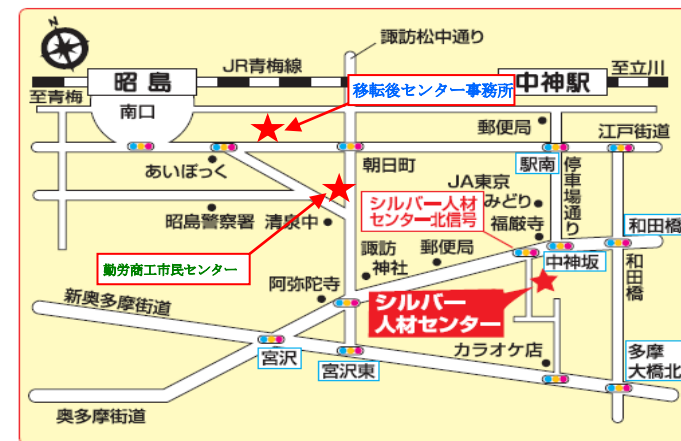 N
諏訪松中通り
JR青梅線
昭島
中神駅
至立川
至青梅
移転後センター事務所
南口
郵便局
江戸街道
あいぽっく
朝日町
駅南
停車場通り
JA東京
みどり
シルバー人材
センター北信号
昭島警察署
清泉中
福厳寺
和田橋
諏訪
神社
郵便局
中神坂
和田橋
勤労商工市民センター
阿弥陀寺
新奥多摩街道
シルバー
人材センター
宮沢
宮沢東
カラオケ店
多摩
大橋北
奥多摩街道